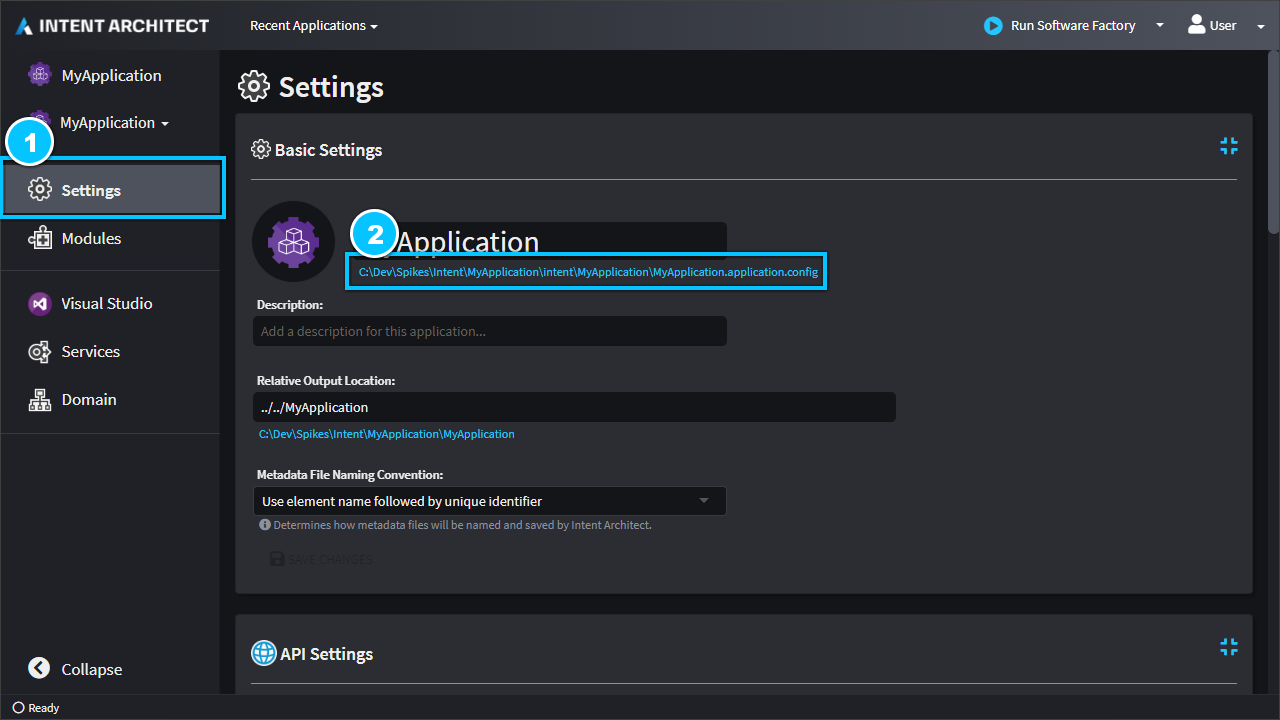 INTENT ARCHITECT
Recent Applications
Run Software Factory
User
MyApplication
MyApplication
1
Settings
Modules
Visual Studio
Services
Domain
Collapse
Ready
Settings
Basic Settings
2
Application
C:\Dev\Spikes\Intent\MyApplication\intent\MyApplication\MyApplication.application.config
Description:
Add a description for this application...
Relative Output Location:
../../MyApplication
C:\Dev\Spikes\Intent\MyApplication\MyApplication
Metadata File Naming Convention:
Use element name followed by unique identifier
Determines how metadata files will be named and saved by Intent Architect.
SAVE CHANGES
API Settings